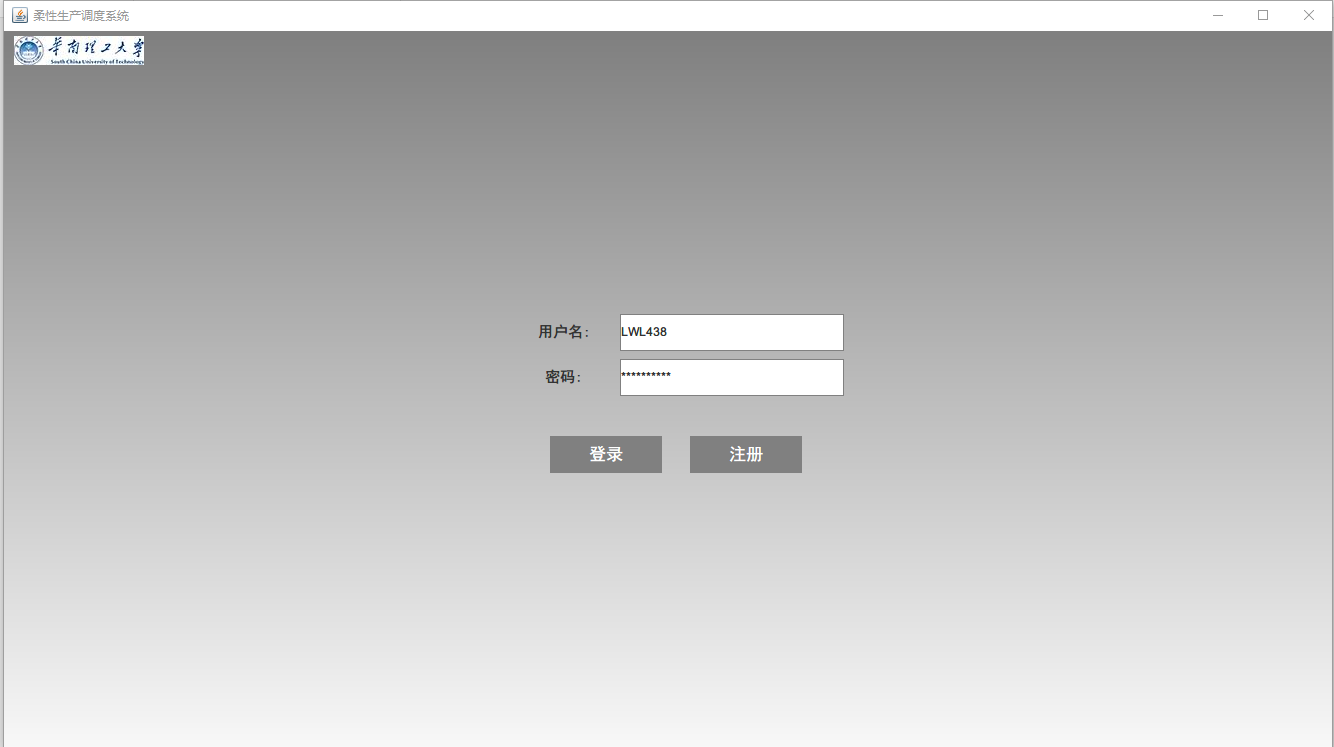 柔性生产调度系统
华南理工大学
South China University of Technology
用户名：
LWL438
密码：
**********
登录
注册